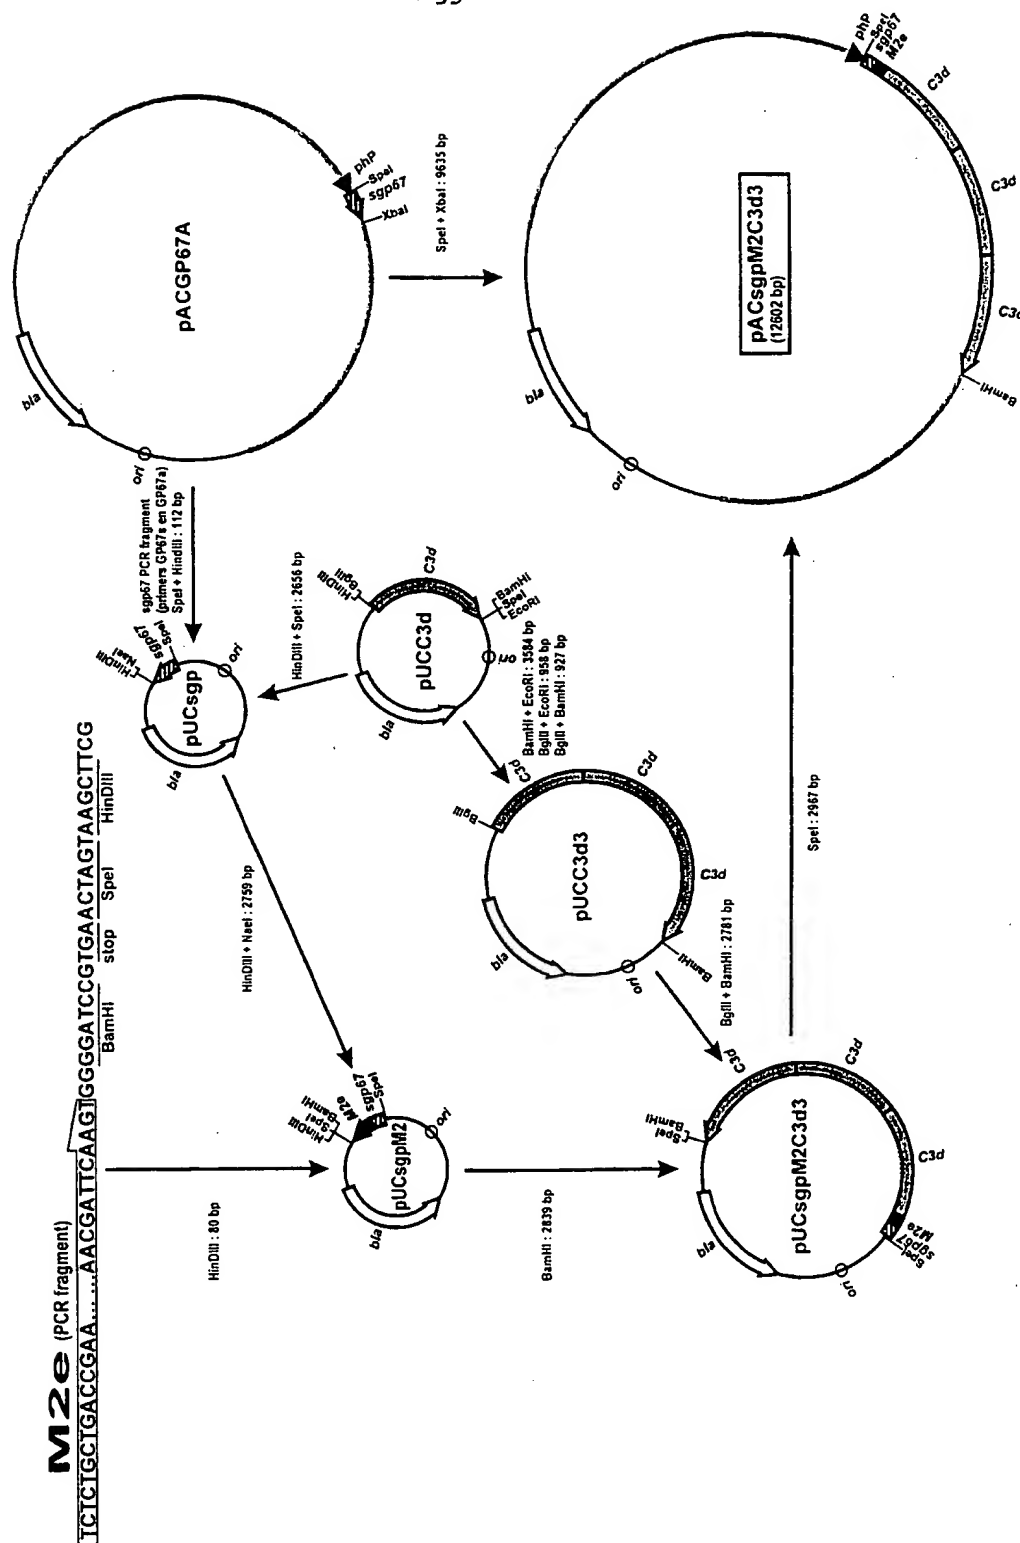 M2e (PCR fragment)
TCTCTGCTGACCGAA......AACGATTCAAGTGGGGATCCGTGAACTAGTAAGCTTCG
BamHI
stop
SpeI
HinDIII
pACGP67A
bla
ori
phP
SpeI
sgp67
XbaI
SpeI + XbaI : 9635 bp
sgp67 PCR fragment
(primers GP67s en GP67a)
SpeI + HindIII : 112 bp
pUCsgp
HinDIII
NaeI
sgp67
SpeI
ori
bla
HinDIII + SpeI : 2656 bp
pUCC3d
HinDIII
BglII
C3d
BamHI
SpeI
EcoRI
ori
bla
BamHI + EcoRI : 3584 bp
BglII + EcoRI : 958 bp
BglII + BamHI : 927 bp
HinDIII + NaeI : 2759 bp
pUCC3d3
BglII
C3d
C3d
C3d
BamHI
ori
bla
BglII + BamHI : 2781 bp
HinDIII : 80 bp
pUCsgpM2
HinDIII
SpeI
BamHI
M2e
sgp67
SpeI
ori
bla
BamHI : 2839 bp
pUCsgpM2C3d3
SpeI
BamHI
C3d
C3d
C3d
M2e
sgp67
SpeI
ori
bla
SpeI : 2967 bp
pACsgpM2C3d3
(12602 bp)
phP
SpeI
sgp67
M2e
C3d
C3d
C3d
BamHI
ori
bla